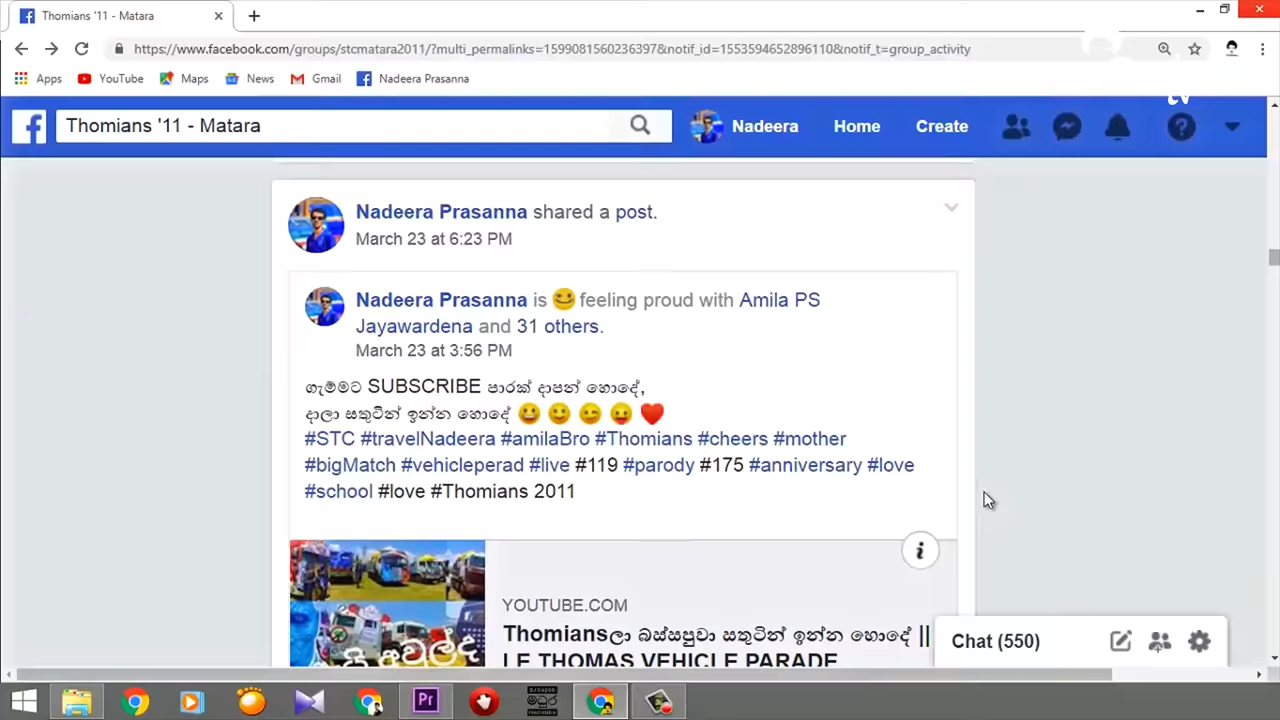 Thomians '11 - Matara
https://www.facebook.com/groups/stcmatara2011/?multi_permalinks=1599081560236397&notif_id=1553594652896110&notif_t=group_activity
Apps YouTube Maps News Gmail Nadeera Prasanna
Thomians '11 - Matara Nadeera Home Create
tv
Nadeera Prasanna shared a post.
March 23 at 6:23 PM
Nadeera Prasanna is feeling proud with Amila PS
Jayawardena and 31 others.
March 23 at 3:56 PM
ගැම්මට SUBSCRIBE පාරක් දාපන් හොදේ,
දාලා සතුටින් ඉන්න හොදේ 😀 🙂 😉 😛 ❤
#STC #travelNadeera #amilaBro #Thomians #cheers #mother
#bigMatch #vehicleperad #live #119 #parody #175 #anniversary #love
#school #love #Thomians 2011
YOUTUBE.COM
Thomiansලා බස්සපුවා සතුටින් ඉන්න හොදේ ||
LE THOMAS VEHICLE PARADE
Chat (550)
Pr